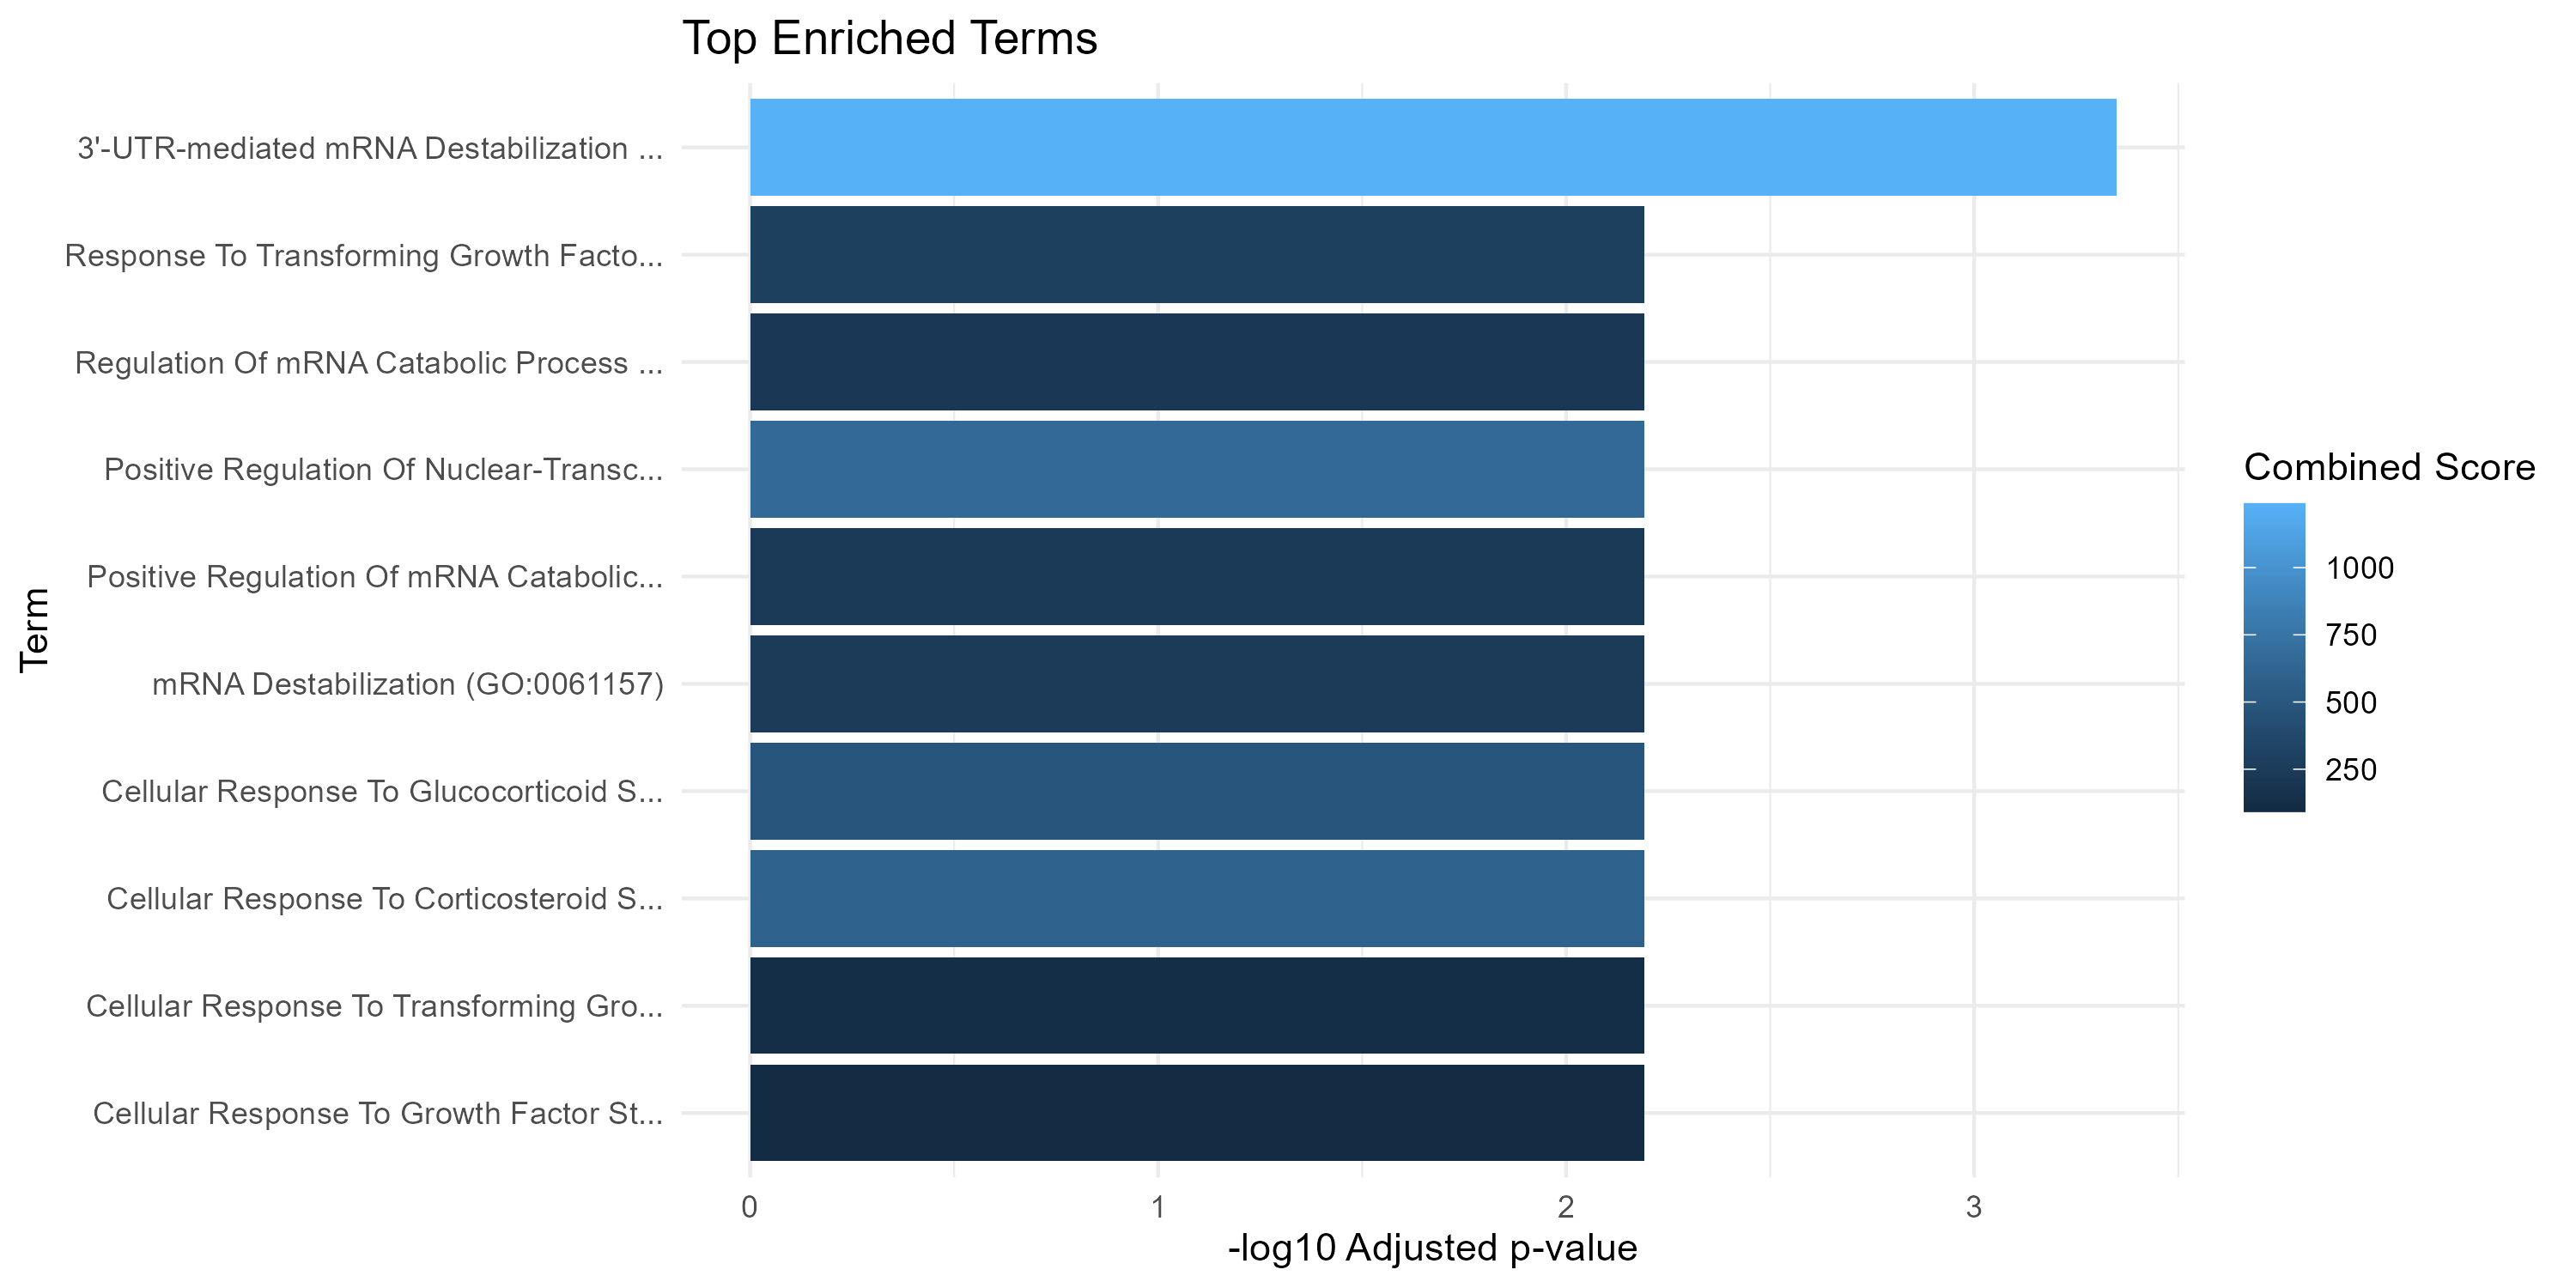 Top Enriched Terms
3'-UTR-mediated mRNA Destabilization ...
Response To Transforming Growth Facto...
Regulation Of mRNA Catabolic Process ...
Positive Regulation Of Nuclear-Transc...
Positive Regulation Of mRNA Catabolic...
mRNA Destabilization (GO:0061157)
Cellular Response To Glucocorticoid S...
Cellular Response To Corticosteroid S...
Cellular Response To Transforming Gro...
Cellular Response To Growth Factor St...
Term
0 1 2 3
-log10 Adjusted p-value
Combined Score
1000
750
500
250